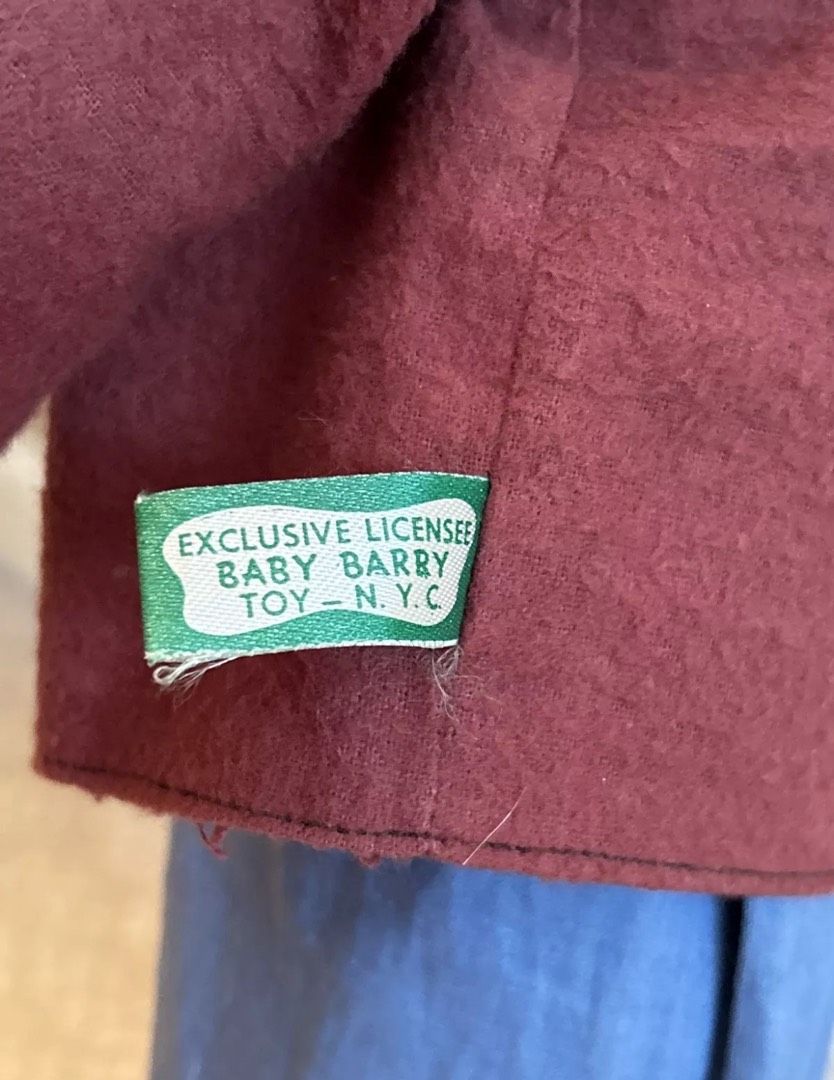 EXCLUSIVE LICENSEE
BABY BARRY
TOY – N.Y.C.